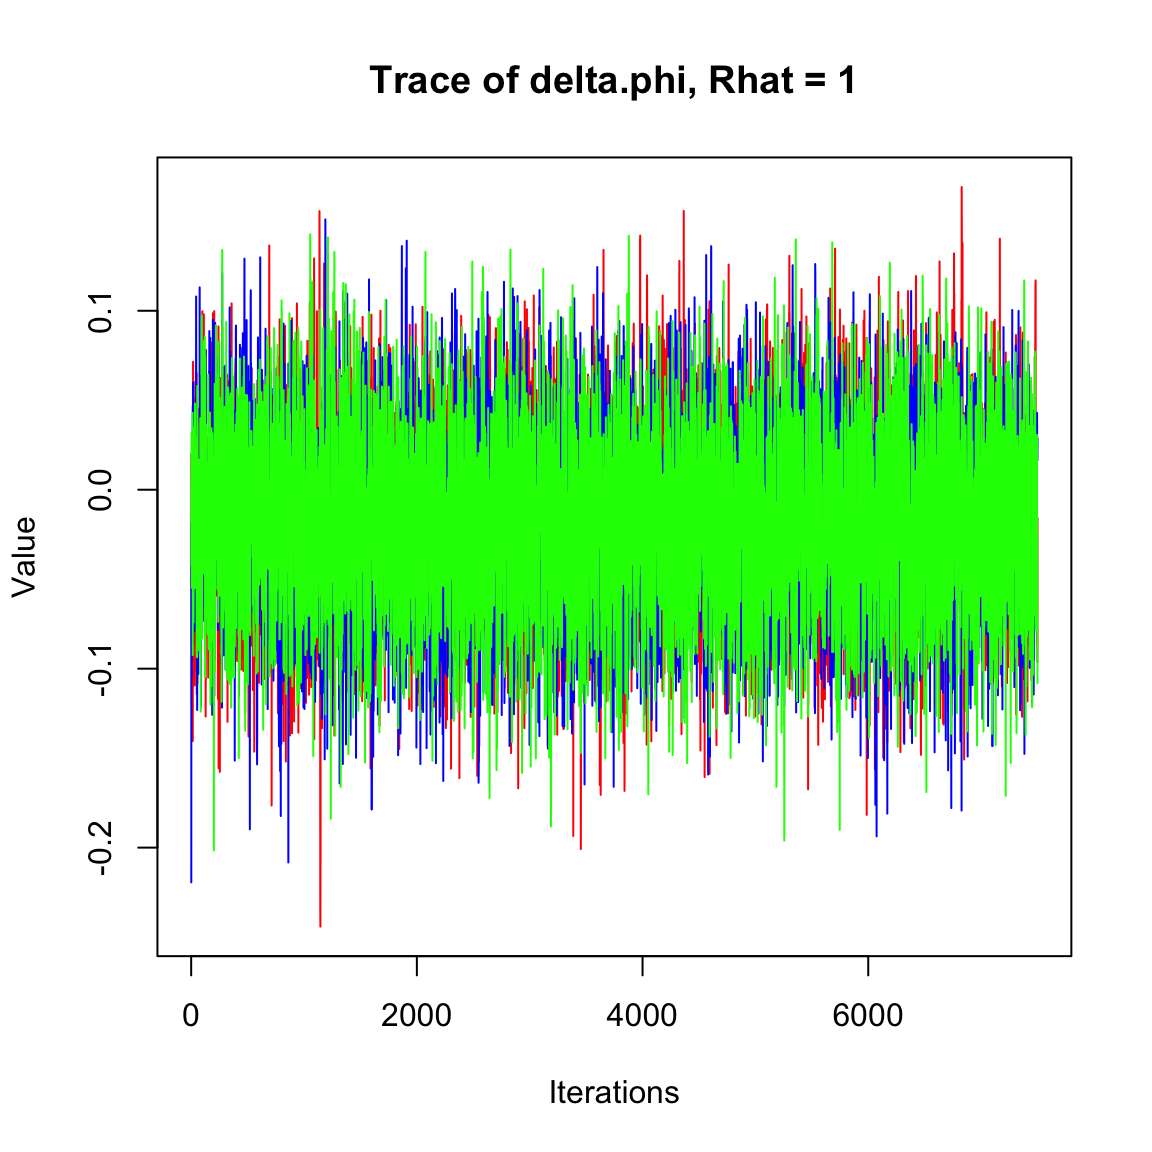 Trace of delta.phi, Rhat = 1
Value
0.1
0.0
-0.1
-0.2
0 2000 4000 6000
Iterations